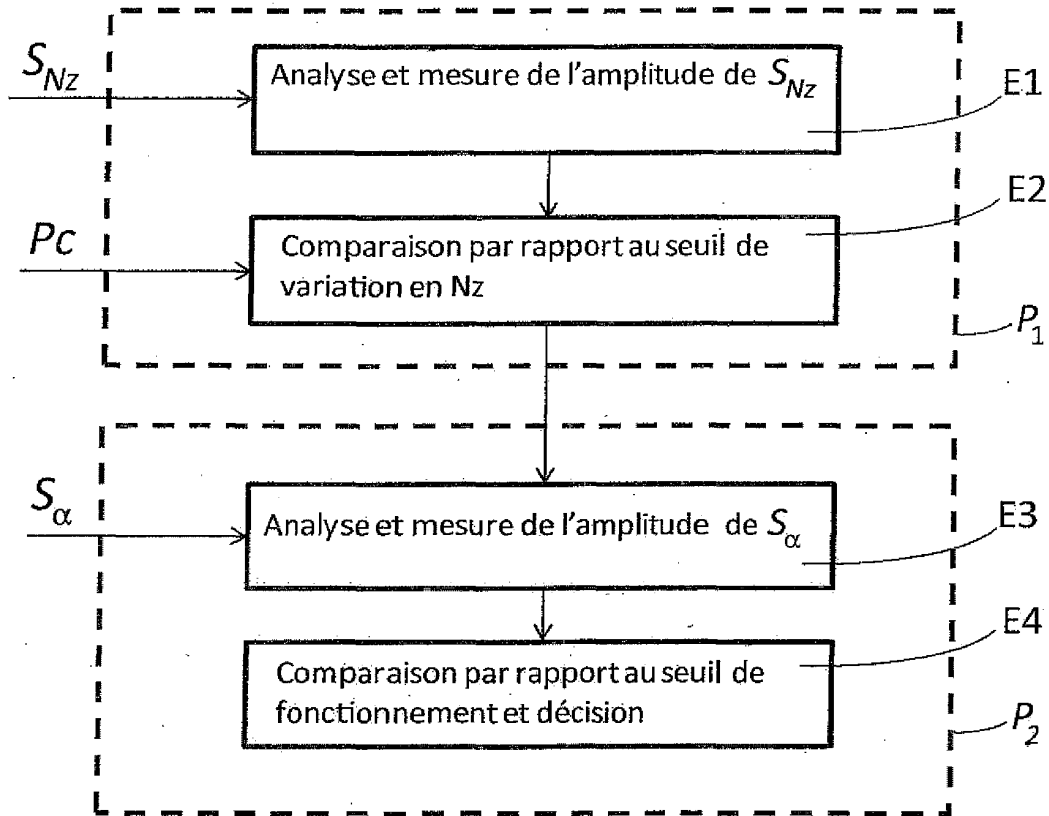 S_Nz
Analyse et mesure de l'amplitude de S_Nz
E1
E2
Pc
Comparaison par rapport au seuil de
variation en Nz
P_1
S_α
Analyse et mesure de l'amplitude de S_α
E3
E4
Comparaison par rapport au seuil de
fonctionnement et décision
P_2